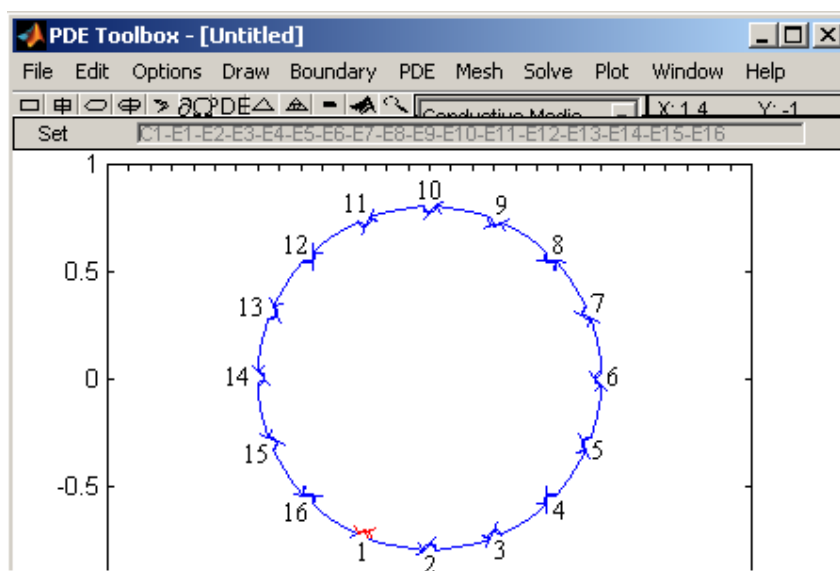 PDE Toolbox - [Untitled]
File Edit Options Draw Boundary PDE Mesh Solve Plot Window Help
PDE X: 1.4 Y: -1
Set C1-E1-E2-E3-E4-E5-E6-E7-E8-E9-E10-E11-E12-E13-E14-E15-E16
1
10
11 9
12 8
0.5
13 7
0 14 6
15 5
-0.5
16 4
1 2 3